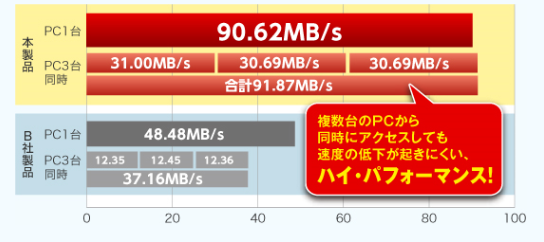 本製品
PC1台
90.62MB/s
PC3台
同時
31.00MB/s
30.69MB/s
30.69MB/s
合計91.87MB/s
複数台のPCから
同時にアクセスしても
速度の低下が起きにくい、
ハイ・パフォーマンス!
B社製品
PC1台
48.48MB/s
PC3台
同時
12.35
12.45
12.36
37.16MB/s
0 20 40 60 80 100